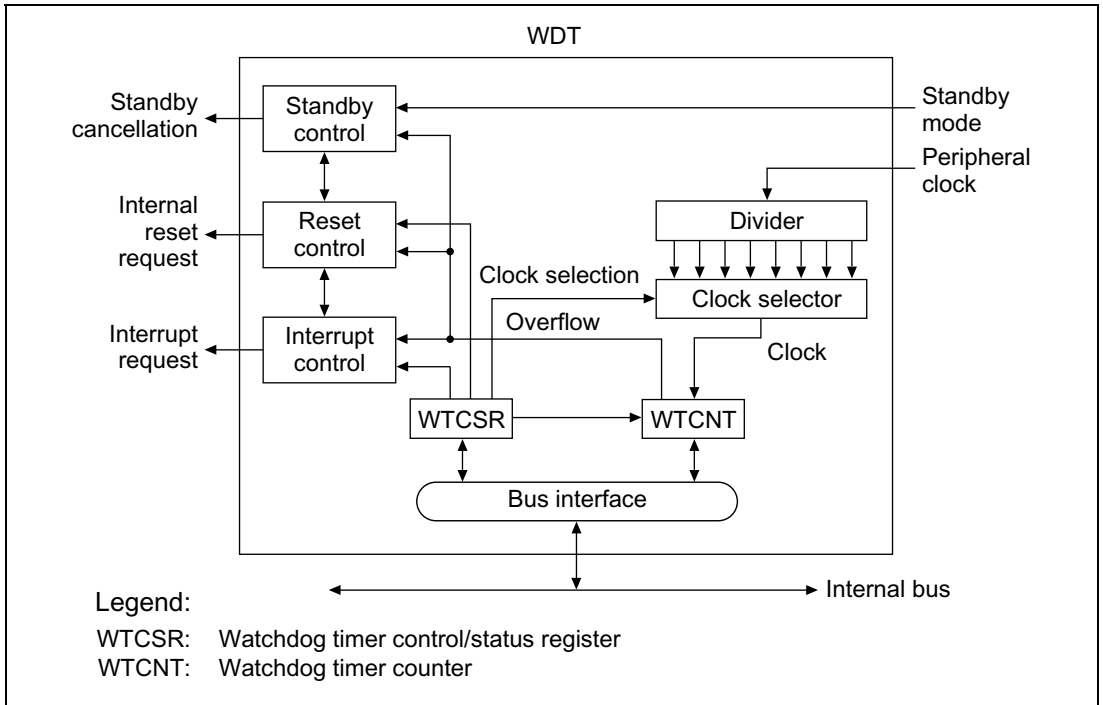 WDT
Standby
cancellation
Standby
control
Standby
mode
Peripheral
clock
Internal
reset
request
Reset
control
Divider
Clock selection
Clock selector
Interrupt
request
Interrupt
control
Overflow
Clock
WTCSR
WTCNT
Bus interface
Internal bus
Legend:
WTCSR: Watchdog timer control/status register
WTCNT: Watchdog timer counter